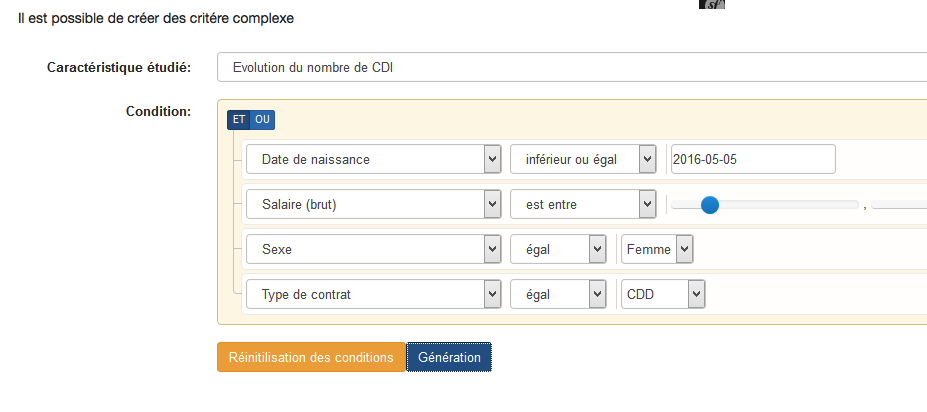 sf
Il est possible de créer des critére complexe
Caractéristique étudié: Evolution du nombre de CDI
Condition:
ET OU
Date de naissance inférieur ou égal 2016-05-05
Salaire (brut) est entre ,
Sexe égal Femme
Type de contrat égal CDD
Réinitilisation des conditions Génération